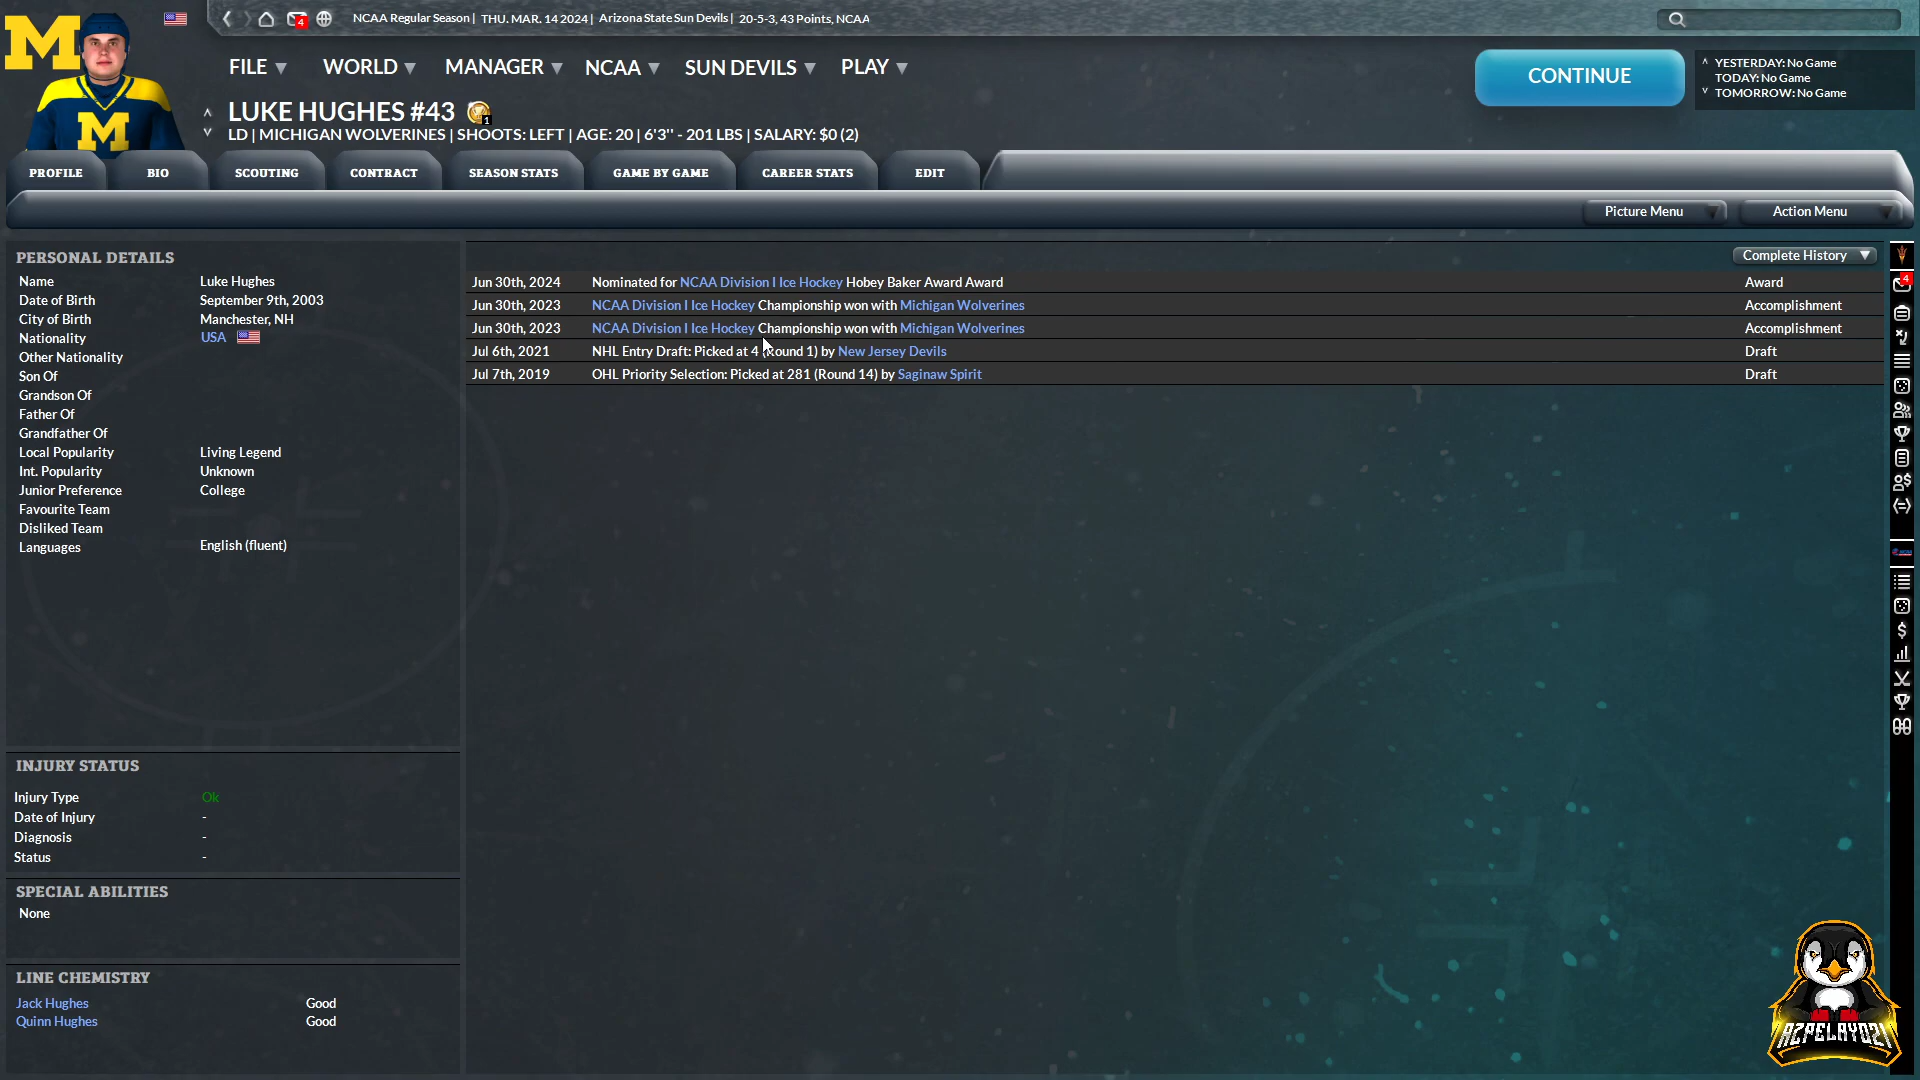 4
NCAA Regular Season | THU. MAR. 14 2024 | Arizona State Sun Devils | 20-5-3, 43 Points, NCAA
M
FILE WORLD MANAGER NCAA SUN DEVILS PLAY
CONTINUE
YESTERDAY: No Game
TODAY: No Game
TOMORROW: No Game
LUKE HUGHES #43
1
LD | MICHIGAN WOLVERINES | SHOOTS: LEFT | AGE: 20 | 6'3'' - 201 LBS | SALARY: $0 (2)
M
PROFILE BIO SCOUTING CONTRACT SEASON STATS GAME BY GAME CAREER STATS EDIT
Picture Menu Action Menu
PERSONAL DETAILS
Name Luke Hughes
Date of Birth September 9th, 2003
City of Birth Manchester, NH
Nationality USA
Other Nationality
Son Of
Grandson Of
Father Of
Grandfather Of
Local Popularity Living Legend
Int. Popularity Unknown
Junior Preference College
Favourite Team
Disliked Team
Languages English (fluent)
Complete History
Jun 30th, 2024 Nominated for NCAA Division I Ice Hockey Hobey Baker Award Award Award
Jun 30th, 2023 NCAA Division I Ice Hockey Championship won with Michigan Wolverines Accomplishment
Jun 30th, 2023 NCAA Division I Ice Hockey Championship won with Michigan Wolverines Accomplishment
Jul 6th, 2021 NHL Entry Draft: Picked at 4 (Round 1) by New Jersey Devils Draft
Jul 7th, 2019 OHL Priority Selection: Picked at 281 (Round 14) by Saginaw Spirit Draft
4
INJURY STATUS
Injury Type Ok
Date of Injury -
Diagnosis -
Status -
SPECIAL ABILITIES
None
LINE CHEMISTRY
Jack Hughes Good
Quinn Hughes Good
AZPELAYO21